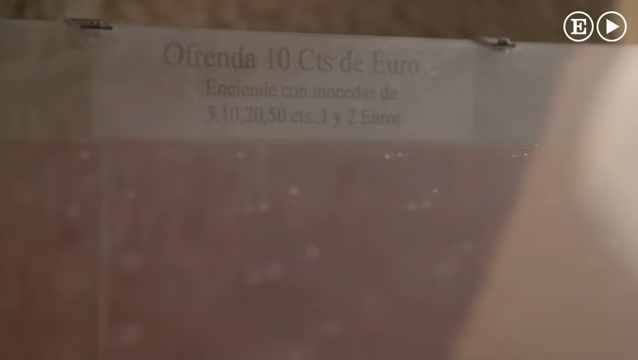 Ofrenda 10 Cts de Euro
Enciende con monedas de
5,10,20,50 cts.,1 y 2 Euros
E